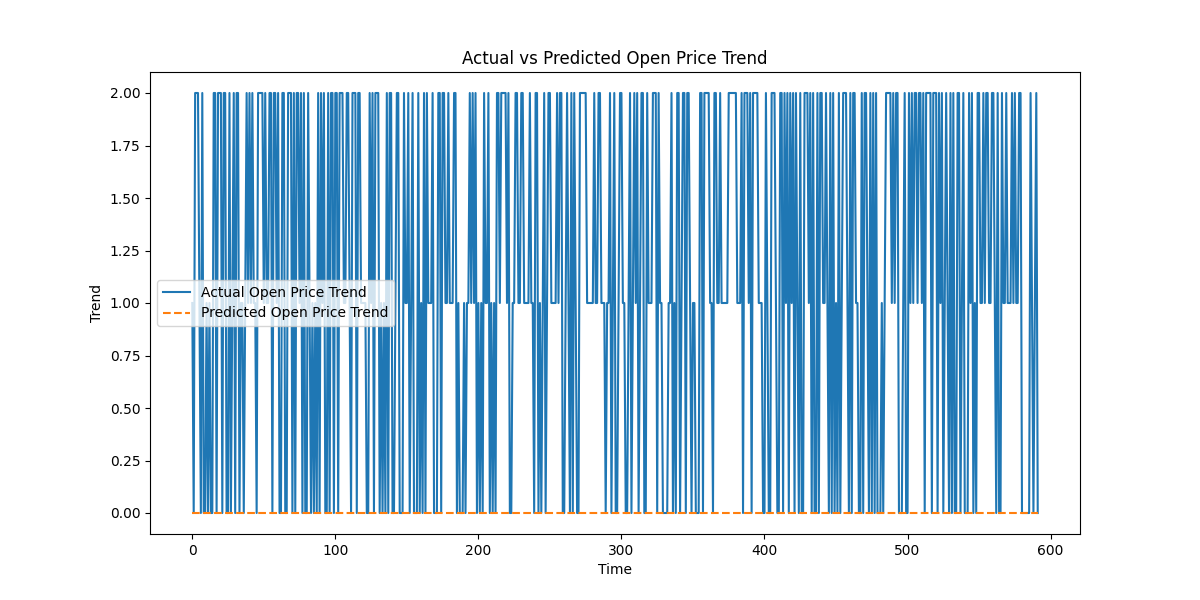 Actual vs Predicted Open Price Trend
2.00
1.75
1.50
1.25
1.00
0.75
0.50
0.25
0.00
Trend
Actual Open Price Trend
Predicted Open Price Trend
0 100 200 300 400 500 600
Time